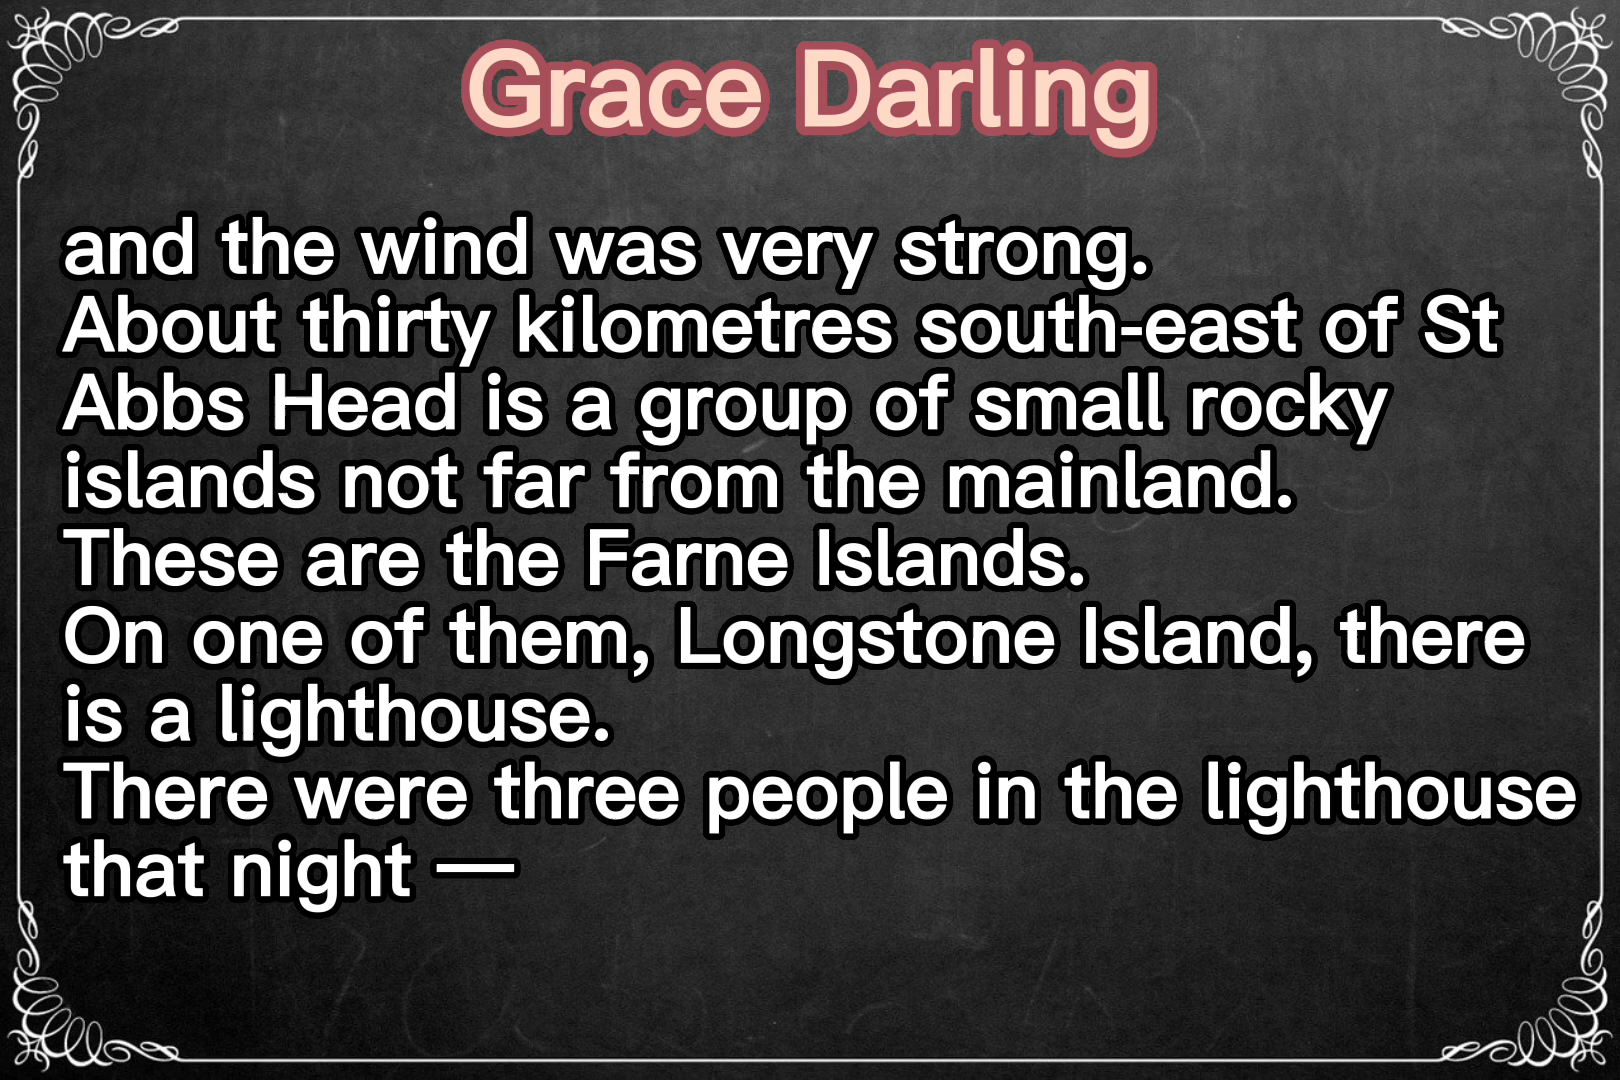 Grace Darling
and the wind was very strong.
About thirty kilometres south-east of St
Abbs Head is a group of small rocky
islands not far from the mainland.
These are the Farne Islands.
On one of them, Longstone Island, there
is a lighthouse.
There were three people in the lighthouse
that night —